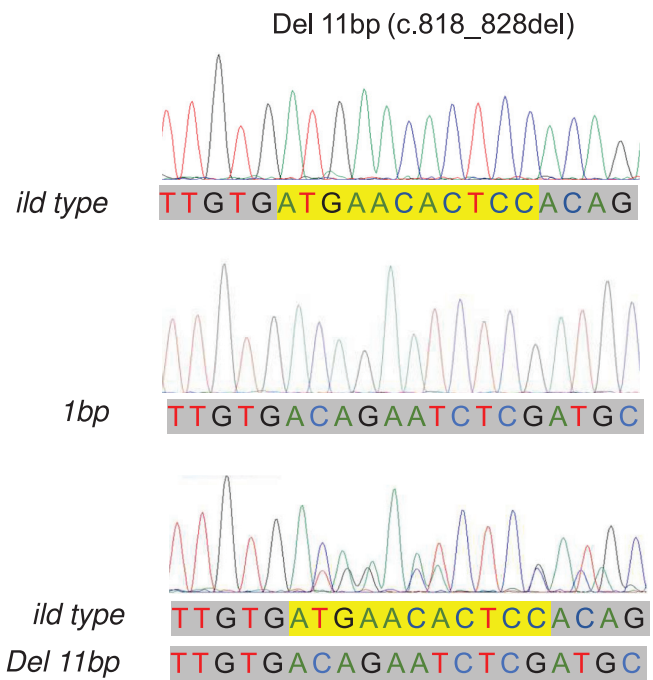 Del 11bp (c.818_828del)
ild type TTGTGATGAACACTCCACAG
1bp TTGTGACAGAATCTCGATGC
ild type TTGTGATGAACACTCCACAG
Del 11bp TTGTGACAGAATCTCGATGC